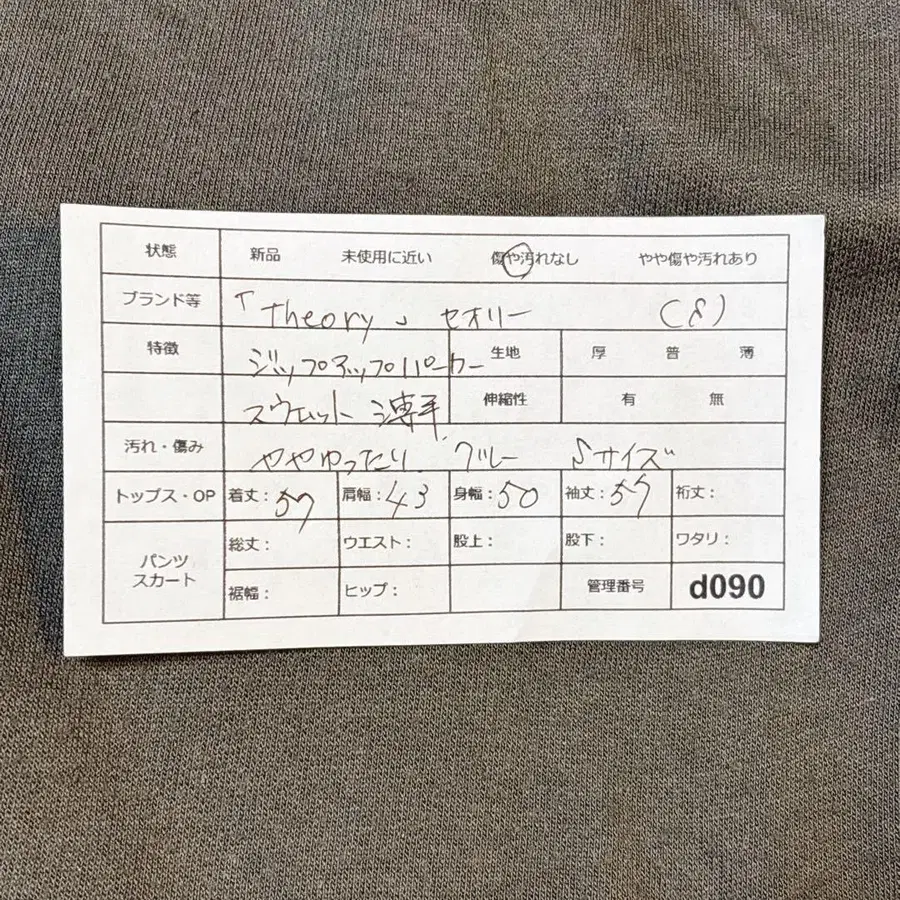 状態 新品 未使用に近い 傷や汚れなし やや傷や汚れあり
ブランド等 「Theory」セオリー (8)
特徴 ジップアップパーカー 生地 厚 普 薄
スウェット 薄手 伸縮性 有 無
汚れ・傷み ややゆったり グレー Sサイズ
トップス・OP 着丈:57 肩幅:43 身幅:50 袖丈:57 裄丈:
パンツ スカート 総丈: ウエスト: 股上: 股下: ワタリ:
裾幅: ヒップ: 管理番号 d090